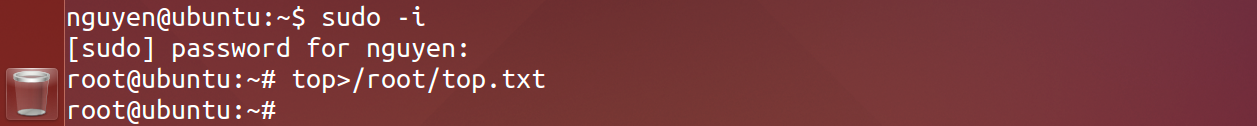 nguyen@ubuntu:~$ sudo -i
[sudo] password for nguyen:
root@ubuntu:~# top>/root/top.txt
root@ubuntu:~#